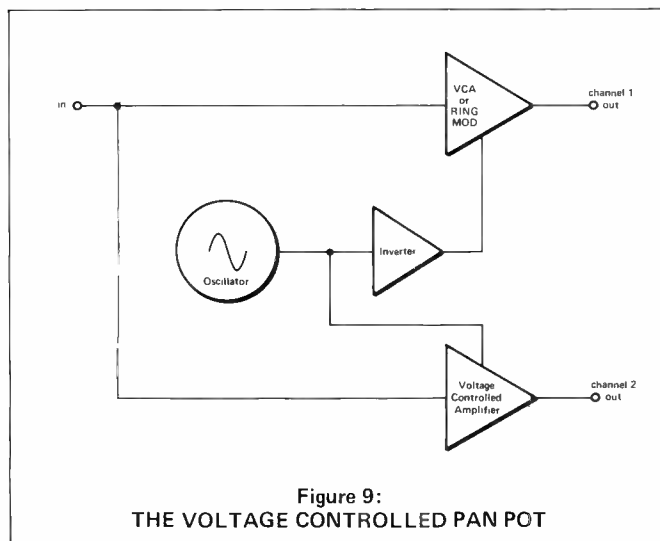 in
VCA
or
RING
MOD
channel 1
out
Oscillator
Inverter
Voltage
Controlled
Amplifier
channel 2
out
Figure 9:
THE VOLTAGE CONTROLLED PAN POT